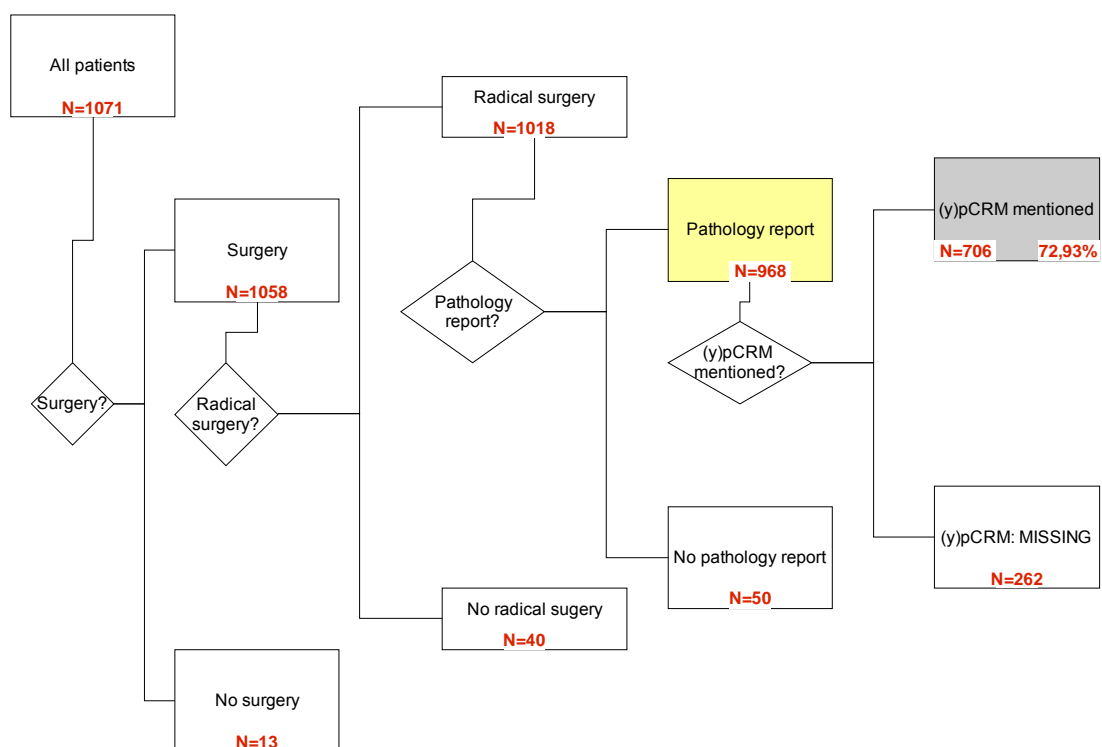 All patients
N=1071
Surgery?
Surgery
N=1058
Radical
surgery?
No surgery
N=13
Radical surgery
N=1018
Pathology
report?
No radical sugery
N=40
Pathology report
N=968
(y)pCRM
mentioned?
No pathology report
N=50
(y)pCRM mentioned
N=706 72,93%
(y)pCRM: MISSING
N=262